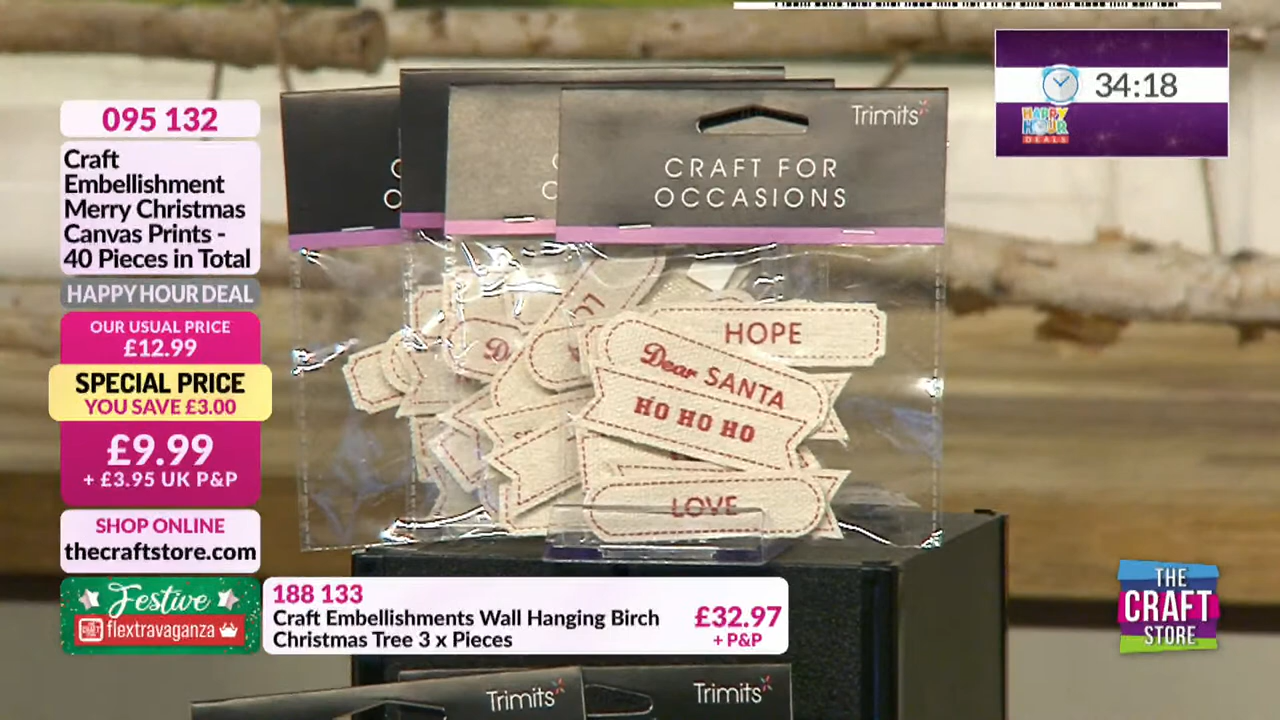 34:18
HAPPY
HOUR
DEALS
095 132
Craft
Embellishment
Merry Christmas
Canvas Prints -
40 Pieces in Total
HAPPY HOUR DEAL
OUR USUAL PRICE
£12.99
SPECIAL PRICE
YOU SAVE £3.00
£9.99
+ £3.95 UK P&P
SHOP ONLINE
thecraftstore.com
Festive
flextravaganza
188 133
Craft Embellishments Wall Hanging Birch
Christmas Tree 3 x Pieces
£32.97
+ P&P
Trimits
CRAFT FOR
OCCASIONS
HOPE
Dear SANTA
HO HO HO
LOVE
THE
CRAFT
STORE
Trimits
Trimits